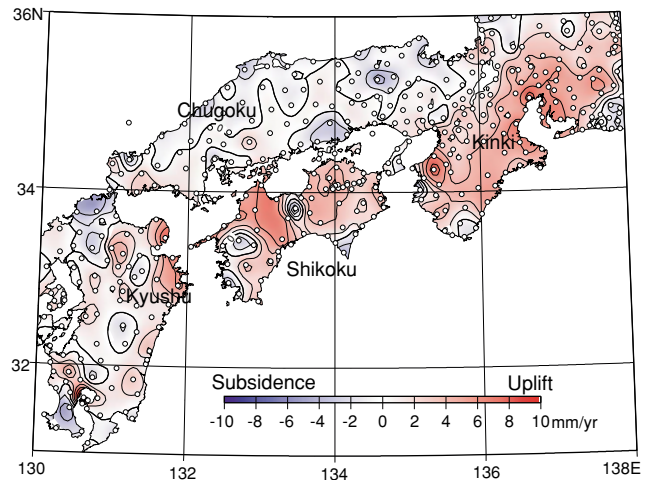 36N
Chugoku
Kinki
34
Shikoku
Kyushu
32
Subsidence Uplift
-10 -8 -6 -4 -2 0 2 4 6 8 10 mm/yr
130 132 134 136 138E